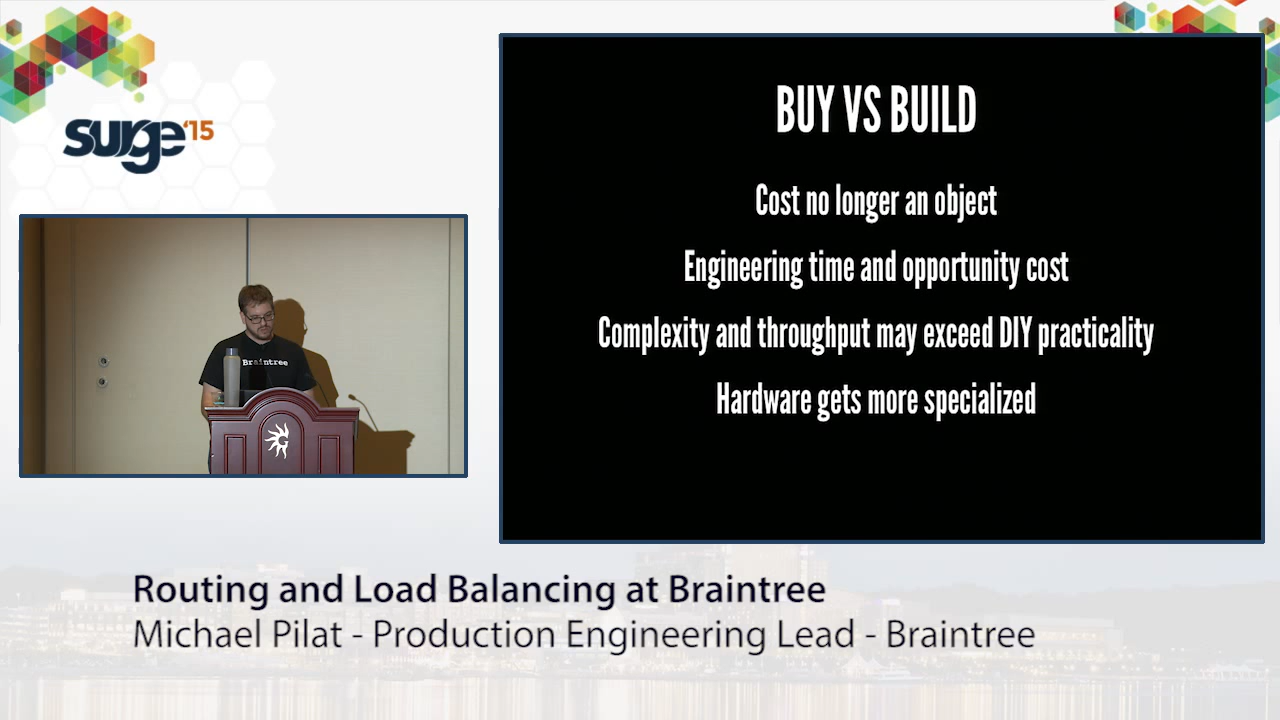 surge'15
BUY VS BUILD
Cost no longer an object
Engineering time and opportunity cost
Complexity and throughput may exceed DIY practicality
Hardware gets more specialized
Braintree
Routing and Load Balancing at Braintree
Michael Pilat - Production Engineering Lead - Braintree